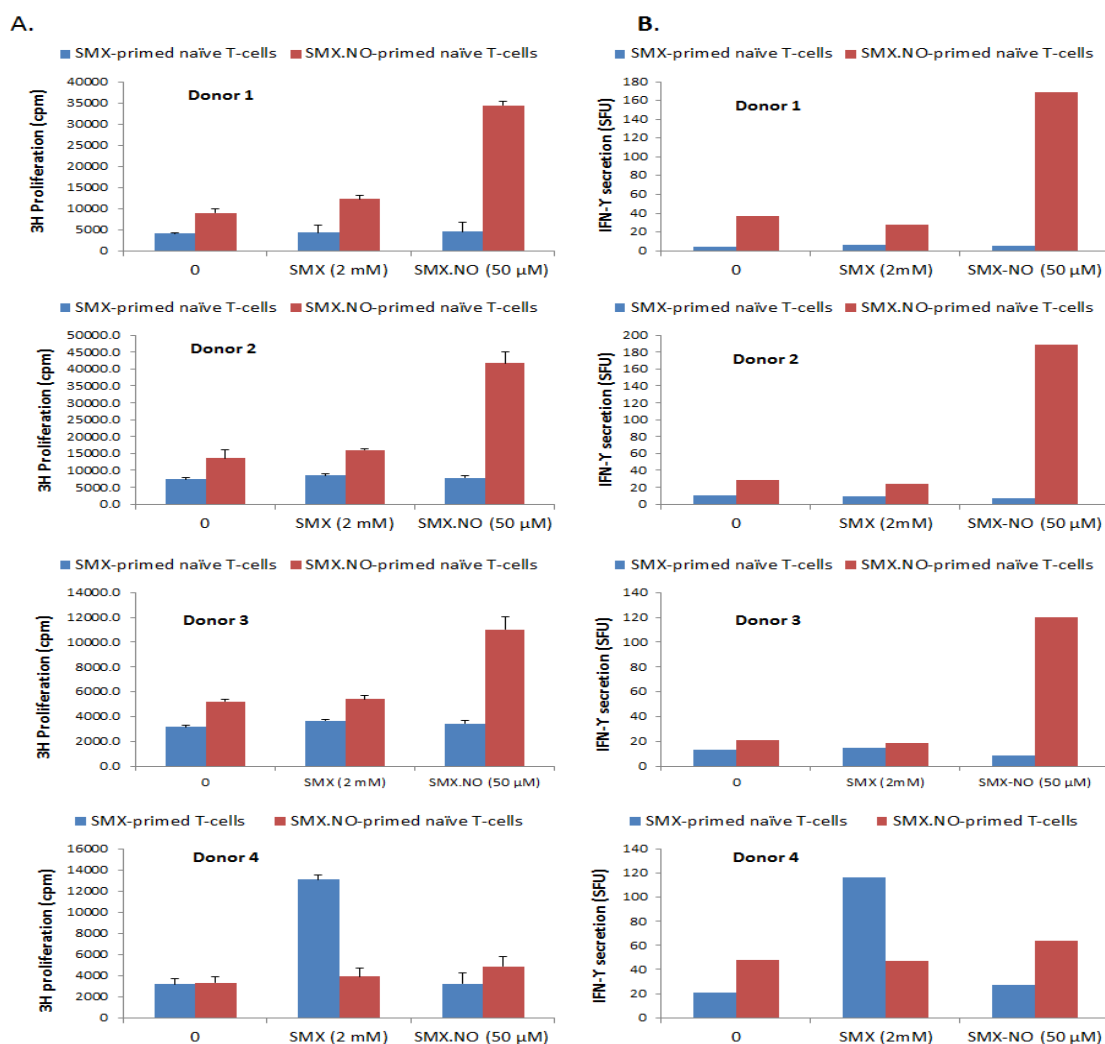 A.
B.
SMX-primed naïve T-cells SMX.NO-primed naïve T-cells
3H Proliferation (cpm)
Donor 1
40000
35000
30000
25000
20000
15000
10000
5000
0
0 SMX (2 mM) SMX.NO (50 µM)
SMX-primed naïve T-cells SMX.NO-primed naïve T-cells
IFN-Y secretion (SFU)
Donor 1
180
160
140
120
100
80
60
40
20
0
0 SMX (2mM) SMX-NO (50 µM)
SMX-primed naïve T-cells SMX.NO-primed naïve T-cells
3H Proliferation (cpm)
Donor 2
50000.0
45000.0
40000.0
35000.0
30000.0
25000.0
20000.0
15000.0
10000.0
5000.0
0.0
0 SMX (2 mM) SMX.NO (50 µM)
SMX-primed naïve T-cells SMX.NO-primed naïve T-cells
IFN-Y secretion (SFU)
Donor 2
200
180
160
140
120
100
80
60
40
20
0
0 SMX (2mM) SMX-NO (50 µM)
SMX-primed naïve T-cells SMX.NO-primed naïve T-cells
3H Proliferation (cpm)
Donor 3
14000.0
12000.0
10000.0
8000.0
6000.0
4000.0
2000.0
0.0
0 SMX (2 mM) SMX.NO (50 µM)
SMX-primed naïve T-cells SMX.NO-primed naïve T-cells
IFN-Y secretion (SFU)
Donor 3
140
120
100
80
60
40
20
0
0 SMX (2mM) SMX-NO (50 µM)
SMX-primed T-cells SMX.NO-primed naïve T-cells
3H proliferation (cpm)
Donor 4
16000
14000
12000
10000
8000
6000
4000
2000
0
0 SMX (2 mM) SMX.NO (50 µM)
SMX-primed naïve T-cells SMX.NO-primed T-cells
IFN-Y secretion (SFU)
Donor 4
140
120
100
80
60
40
20
0
0 SMX (2mM) SMX-NO (50 µM)